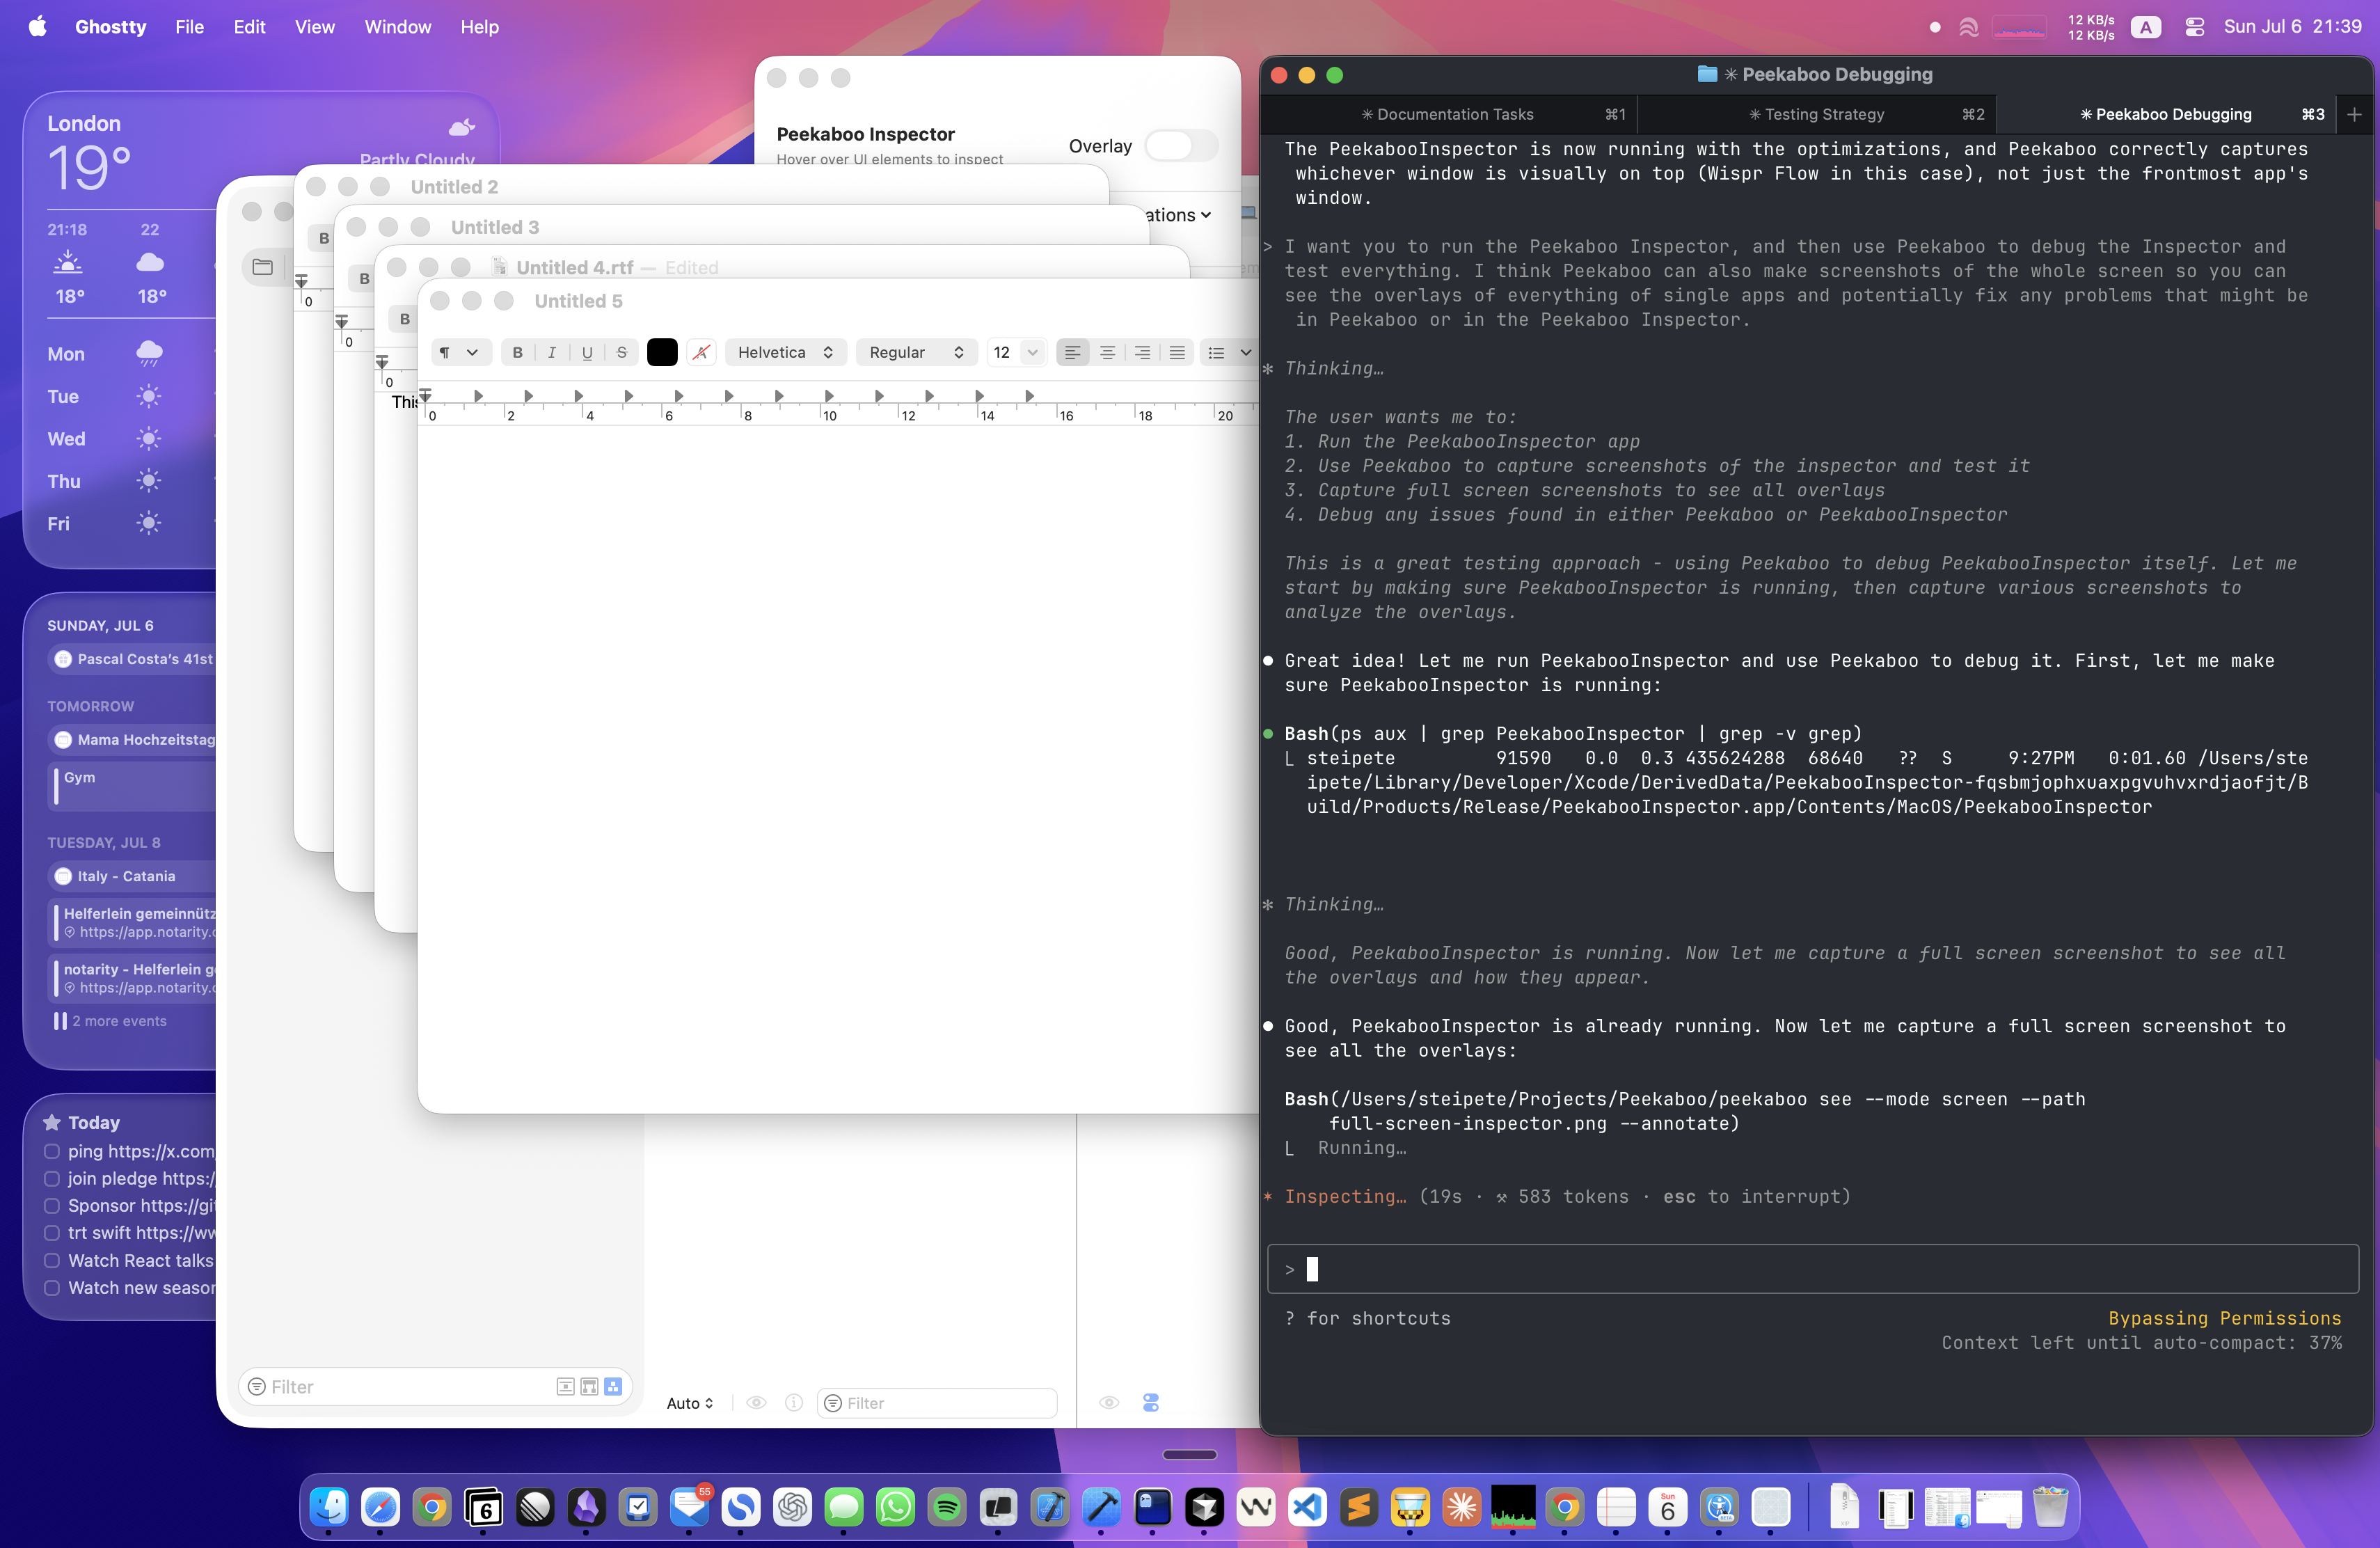 Ghostty File Edit View Window Help
12 KB/s
12 KB/s
A
Sun Jul 6 21:39
London
19°
Partly Cloudy
21:18 22
18° 18°
Mon
Tue
Wed
Thu
Fri
SUNDAY, JUL 6
Pascal Costa's 41st
TOMORROW
Mama Hochzeitstag
Gym
TUESDAY, JUL 8
Italy - Catania
Helferlein gemeinnütz
https://app.notarity.c
notarity - Helferlein g
https://app.notarity.c
2 more events
Today
ping https://x.com
join pledge https:/
Sponsor https://gi
trt swift https://w
Watch React talks
Watch new seasor
Peekaboo Inspector
Hover over UI elements to inspect
Overlay
ations
Untitled 2
B
0
Untitled 3
B
0
Untitled 4.rtf — Edited
B
0
This
Untitled 5
¶ B I U S A Helvetica Regular 12
0 2 4 6 8 10 12 14 16 18 20
Filter
Auto
Filter
✳ Peekaboo Debugging
✳ Documentation Tasks ⌘1
✳ Testing Strategy ⌘2
✳ Peekaboo Debugging ⌘3
+
The PeekabooInspector is now running with the optimizations, and Peekaboo correctly captures
whichever window is visually on top (Wispr Flow in this case), not just the frontmost app's
window.
> I want you to run the Peekaboo Inspector, and then use Peekaboo to debug the Inspector and
test everything. I think Peekaboo can also make screenshots of the whole screen so you can
see the overlays of everything of single apps and potentially fix any problems that might be
in Peekaboo or in the Peekaboo Inspector.
✻ Thinking…
The user wants me to:
1. Run the PeekabooInspector app
2. Use Peekaboo to capture screenshots of the inspector and test it
3. Capture full screen screenshots to see all overlays
4. Debug any issues found in either Peekaboo or PeekabooInspector
This is a great testing approach - using Peekaboo to debug PeekabooInspector itself. Let me
start by making sure PeekabooInspector is running, then capture various screenshots to
analyze the overlays.
● Great idea! Let me run PeekabooInspector and use Peekaboo to debug it. First, let me make
sure PeekabooInspector is running:
● Bash(ps aux | grep PeekabooInspector | grep -v grep)
⎿ steipete 91590 0.0 0.3 435624288 68640 ?? S 9:27PM 0:01.60 /Users/ste
ipete/Library/Developer/Xcode/DerivedData/PeekabooInspector-fqsbmjophxuaxpgvuhvxrdjaofjt/B
uild/Products/Release/PeekabooInspector.app/Contents/MacOS/PeekabooInspector
✻ Thinking…
Good, PeekabooInspector is running. Now let me capture a full screen screenshot to see all
the overlays and how they appear.
● Good, PeekabooInspector is already running. Now let me capture a full screen screenshot to
see all the overlays:
Bash(/Users/steipete/Projects/Peekaboo/peekaboo see --mode screen --path
full-screen-inspector.png --annotate)
⎿ Running…
✶ Inspecting… (19s · ⚒ 583 tokens · esc to interrupt)
>
? for shortcuts
Bypassing Permissions
Context left until auto-compact: 37%
6
55
Sun
6